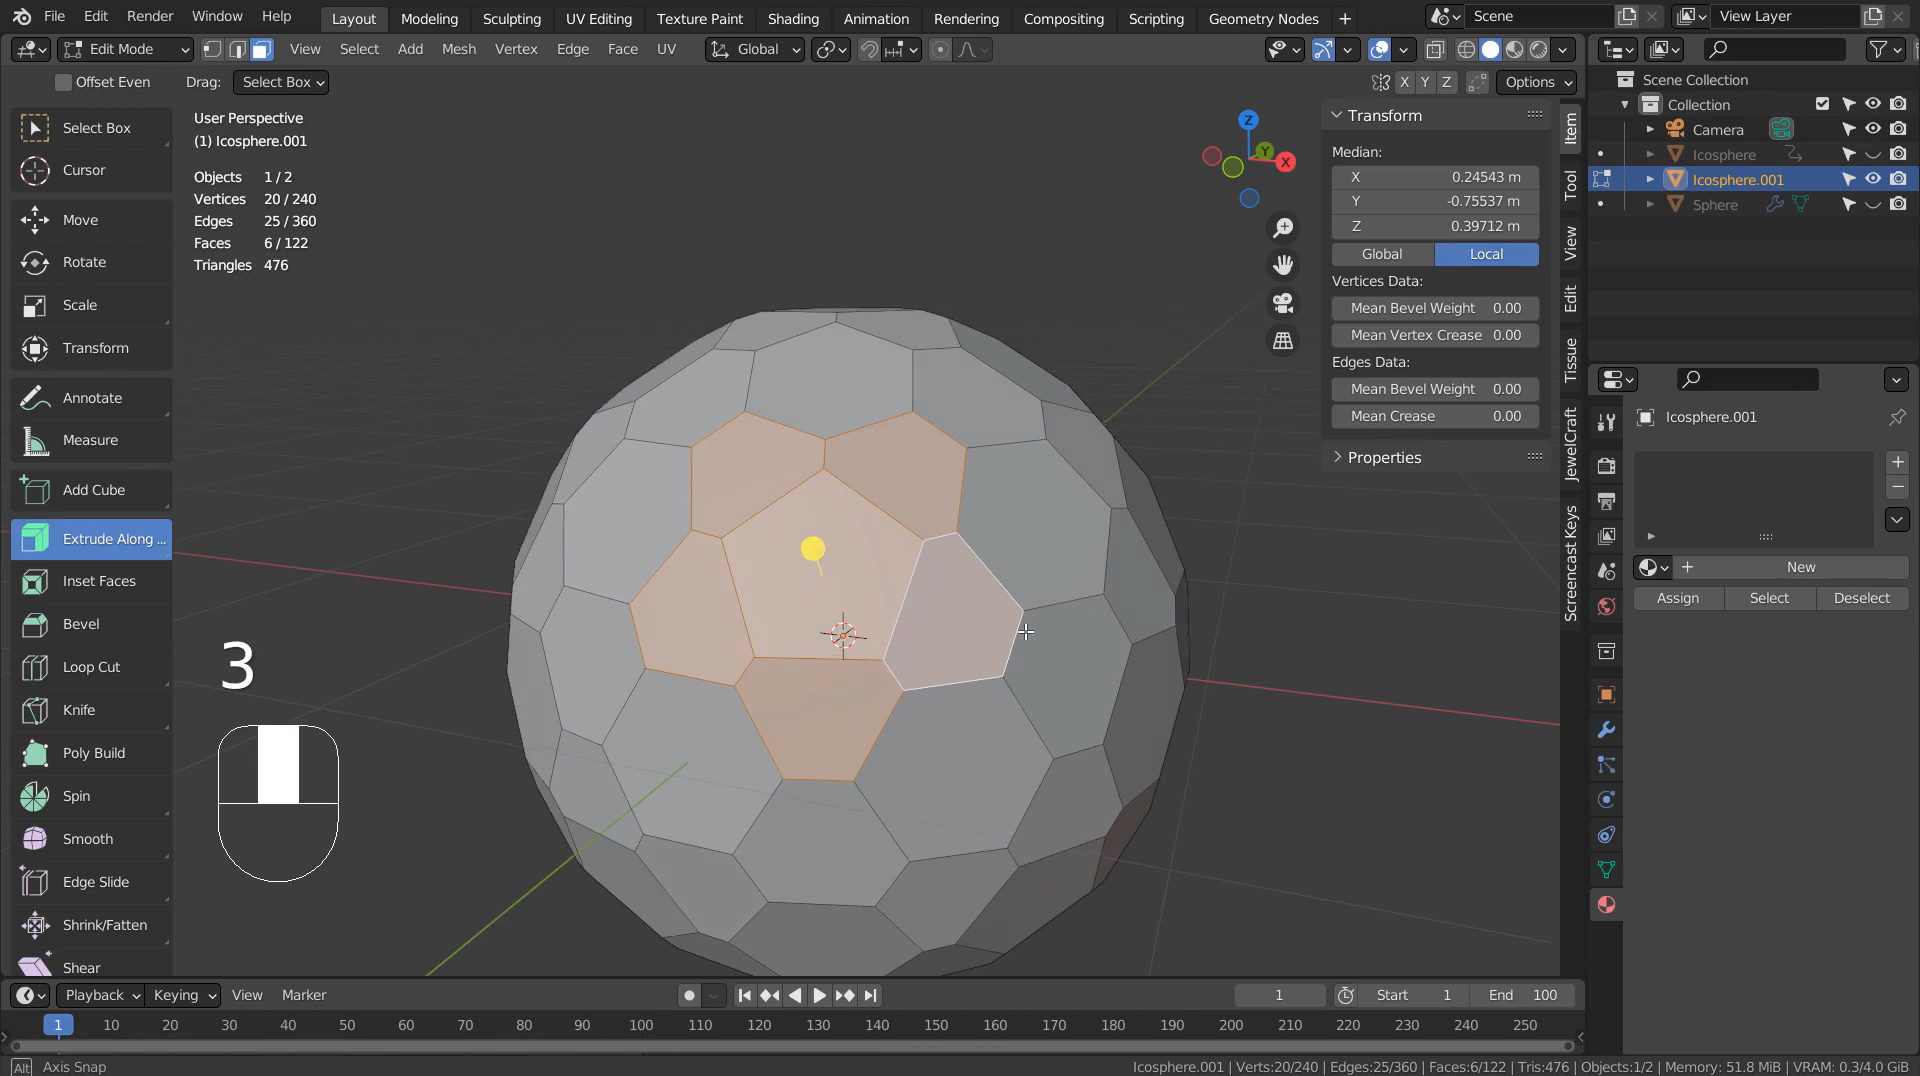 File Edit Render Window Help Layout Modeling Sculpting UV Editing Texture Paint Shading Animation Rendering Compositing Scripting Geometry Nodes + Scene View Layer
Edit Mode View Select Add Mesh Vertex Edge Face UV Global
Offset Even Drag: Select Box X Y Z Options
Select Box
Cursor
Move
Rotate
Scale
Transform
Annotate
Measure
Add Cube
Extrude Along ...
Inset Faces
Bevel
Loop Cut
Knife
Poly Build
Spin
Smooth
Edge Slide
Shrink/Fatten
Shear
User Perspective
(1) Icosphere.001
Objects 1 / 2
Vertices 20 / 240
Edges 25 / 360
Faces 6 / 122
Triangles 476
3
Z
Y
X
Transform
Median:
X 0.24543 m
Y -0.75537 m
Z 0.39712 m
Global Local
Vertices Data:
Mean Bevel Weight 0.00
Mean Vertex Crease 0.00
Edges Data:
Mean Bevel Weight 0.00
Mean Crease 0.00
Properties
Item
Tool
View
Edit
Tissue
JewelCraft
Screencast Keys
Scene Collection
Collection
Camera
Icosphere
Icosphere.001
Sphere
Icosphere.001
+ New
Assign Select Deselect
Playback Keying View Marker 1 Start 1 End 100
1 10 20 30 40 50 60 70 80 90 100 110 120 130 140 150 160 170 180 190 200 210 220 230 240 250
Alt Axis Snap Icosphere.001 | Verts:20/240 | Edges:25/360 | Faces:6/122 | Tris:476 | Objects:1/2 | Memory: 51.8 MiB | VRAM: 0.3/4.0 GiB